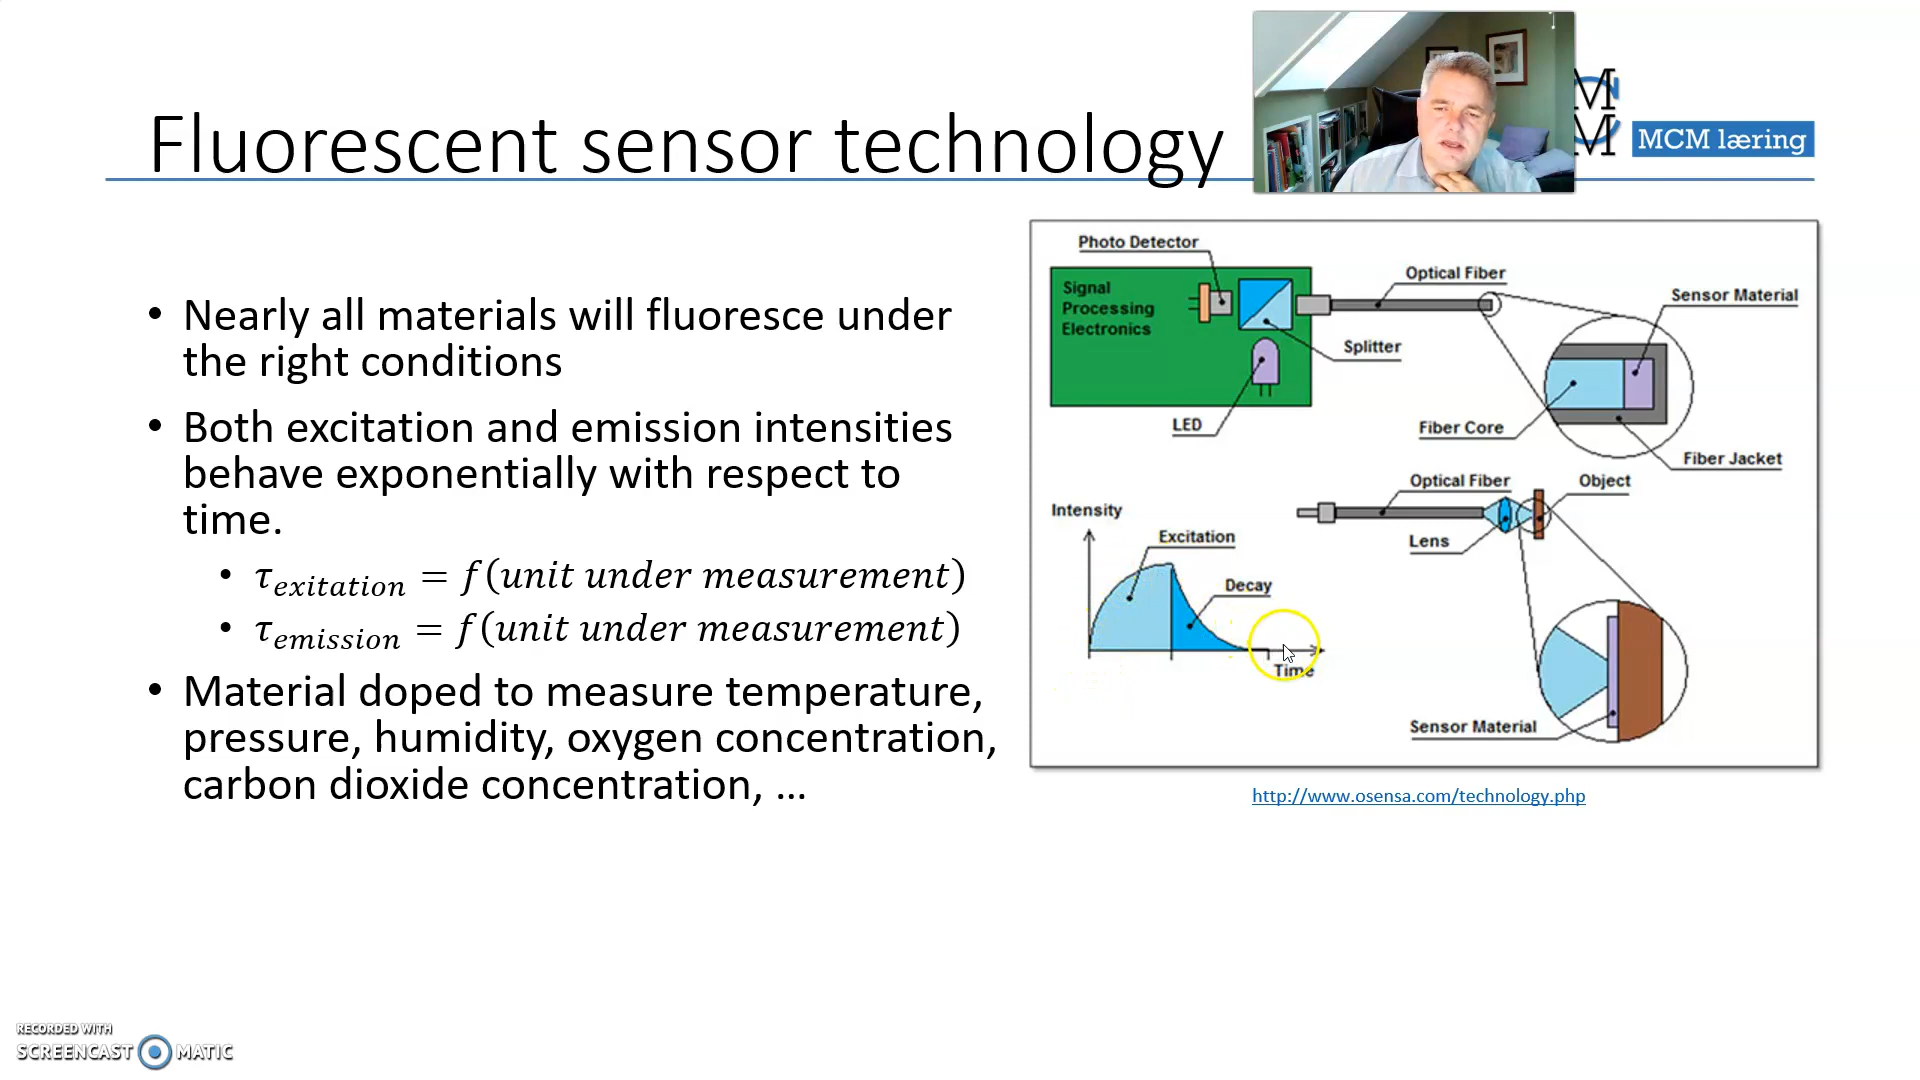 Fluorescent sensor technology
MCM læring
• Nearly all materials will fluoresce under
the right conditions
• Both excitation and emission intensities
behave exponentially with respect to
time.
• τ_exitation = f(unit under measurement)
• τ_emission = f(unit under measurement)
• Material doped to measure temperature,
pressure, humidity, oxygen concentration,
carbon dioxide concentration, ...
Photo Detector
Signal
Processing
Electronics
Optical Fiber
Sensor Material
Splitter
LED
Fiber Core
Fiber Jacket
Optical Fiber
Object
Lens
Intensity
Excitation
Decay
Time
Sensor Material
http://www.osensa.com/technology.php
RECORDED WITH
SCREENCAST MATIC